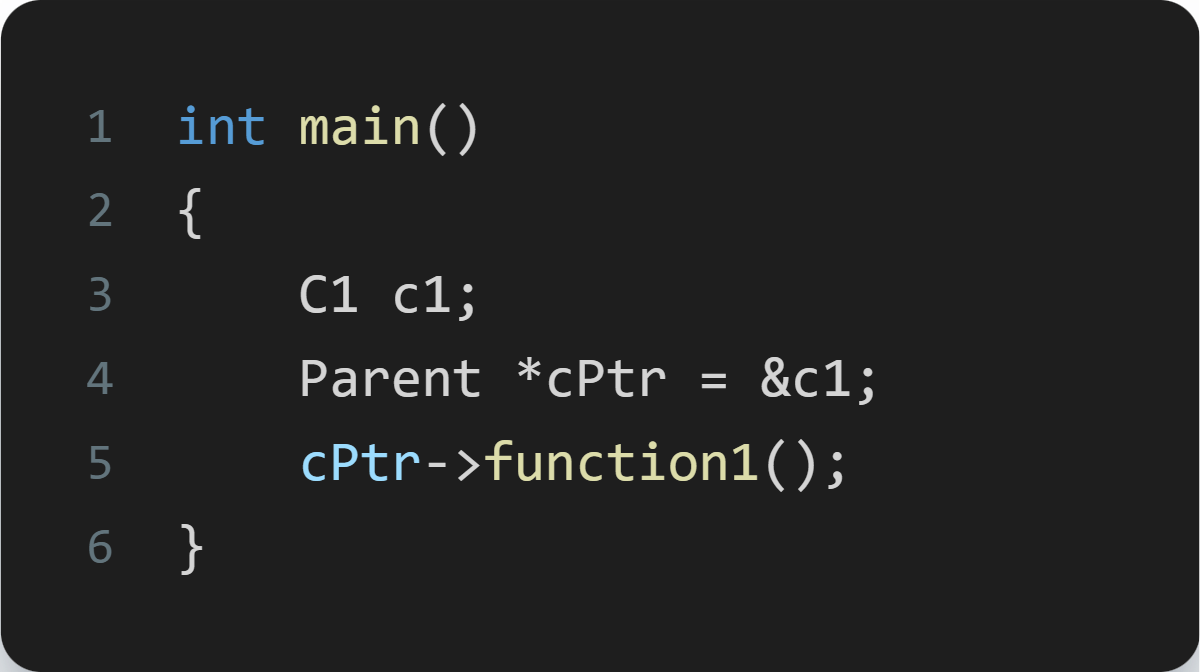 1 int main()
2 {
3 C1 c1;
4 Parent *cPtr = &c1;
5 cPtr->function1();
6 }